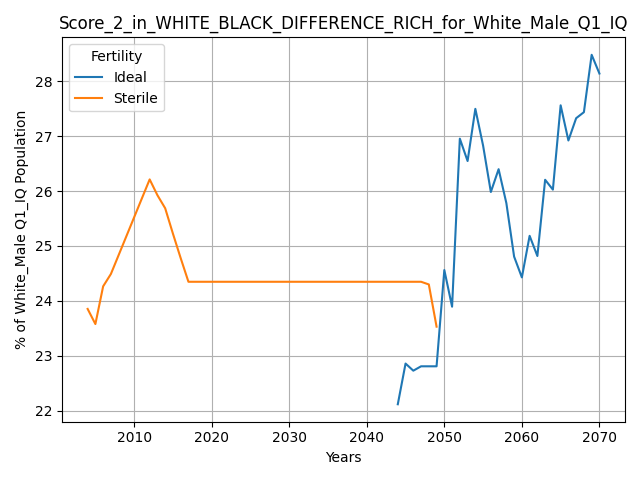 Score_2_in_WHITE_BLACK_DIFFERENCE_RICH_for_White_Male_Q1_IQ
Fertility
Ideal
Sterile
% of White_Male Q1_IQ Population
28
27
26
25
24
23
22
2010
2020
2030
2040
2050
2060
2070
Years